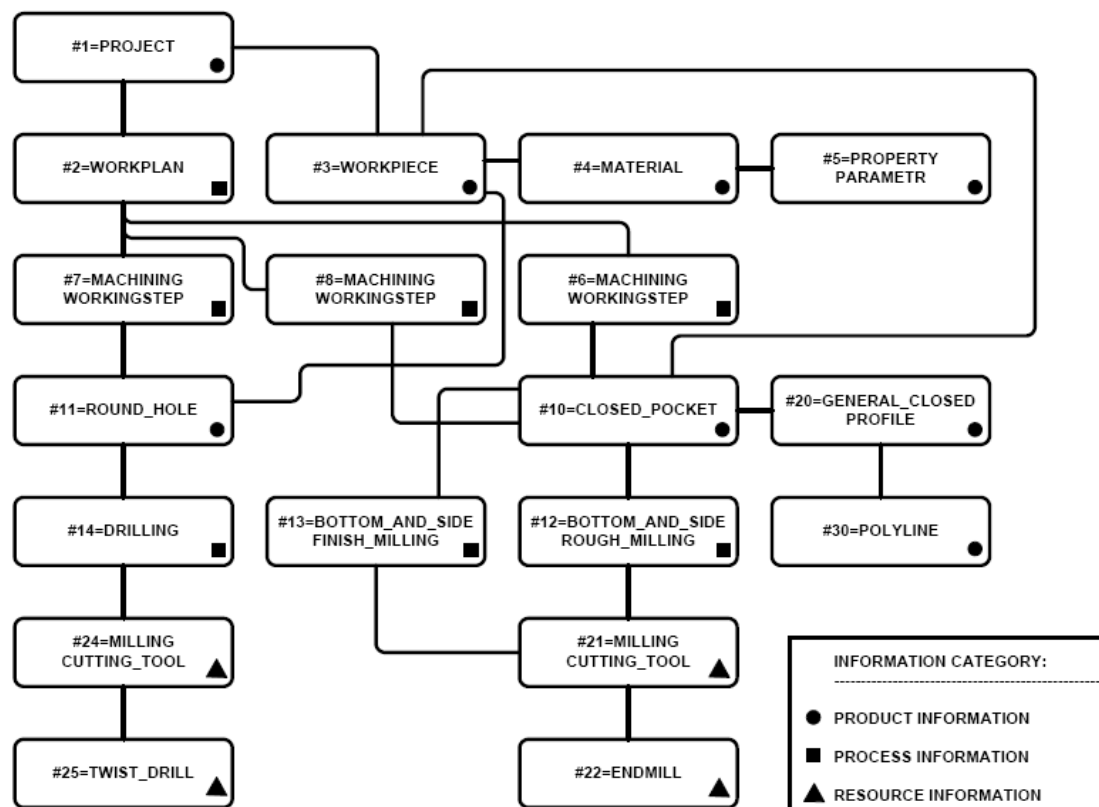 #1=PROJECT
#2=WORKPLAN
#3=WORKPIECE
#4=MATERIAL
#5=PROPERTY
PARAMETR
#7=MACHINING
WORKINGSTEP
#8=MACHINING
WORKINGSTEP
#6=MACHINING
WORKINGSTEP
#11=ROUND_HOLE
#10=CLOSED_POCKET
#20=GENERAL_CLOSED
PROFILE
#14=DRILLING
#13=BOTTOM_AND_SIDE
FINISH_MILLING
#12=BOTTOM_AND_SIDE
ROUGH_MILLING
#30=POLYLINE
#24=MILLING
CUTTING_TOOL
#21=MILLING
CUTTING_TOOL
#25=TWIST_DRILL
#22=ENDMILL
INFORMATION CATEGORY:
PRODUCT INFORMATION
PROCESS INFORMATION
RESOURCE INFORMATION